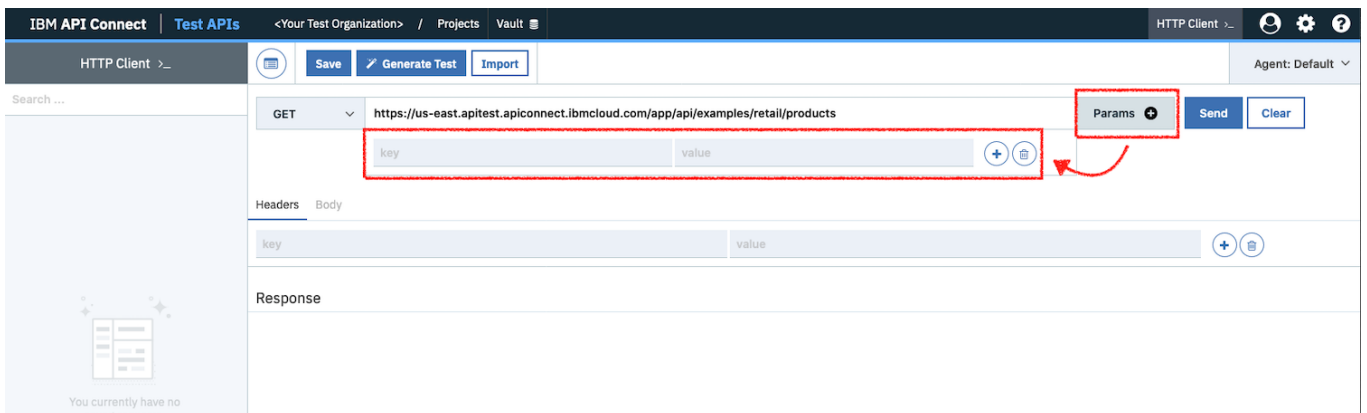 IBM API Connect | Test APIs <Your Test Organization> / Projects Vault HTTP Client >_
HTTP Client >_ Save Generate Test Import Agent: Default
Search ...
GET https://us-east.apitest.apiconnect.ibmcloud.com/app/api/examples/retail/products Params Send Clear
key value
Headers Body
key value
Response
You currently have no